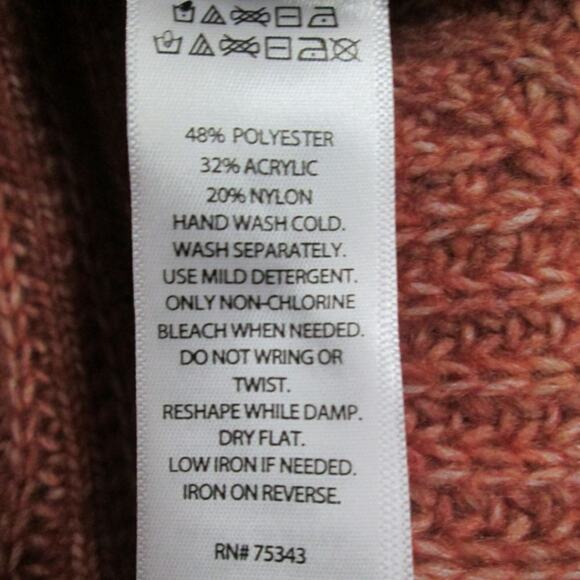 48% POLYESTER
32% ACRYLIC
20% NYLON
HAND WASH COLD.
WASH SEPARATELY.
USE MILD DETERGENT.
ONLY NON-CHLORINE
BLEACH WHEN NEEDED.
DO NOT WRING OR
TWIST.
RESHAPE WHILE DAMP.
DRY FLAT.
LOW IRON IF NEEDED.
IRON ON REVERSE.
RN# 75343